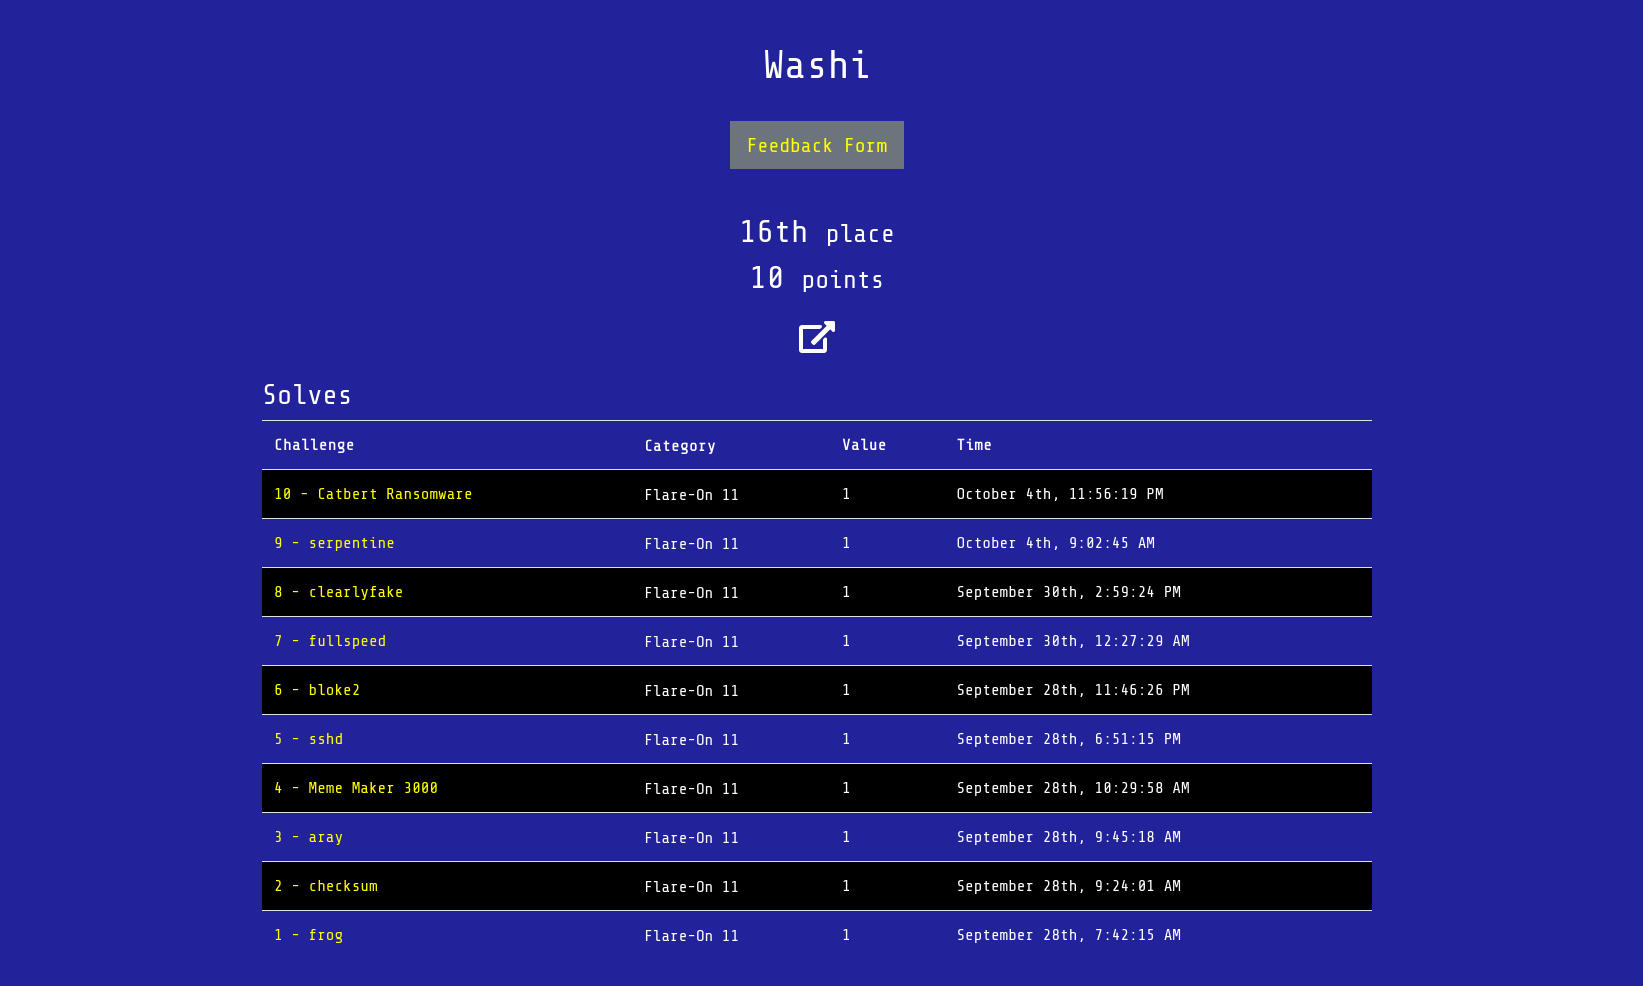 Washi
Feedback Form
16th place
10 points
Solves
Challenge Category Value Time
10 - Catbert Ransomware Flare-On 11 1 October 4th, 11:56:19 PM
9 - serpentine Flare-On 11 1 October 4th, 9:02:45 AM
8 - clearlyfake Flare-On 11 1 September 30th, 2:59:24 PM
7 - fullspeed Flare-On 11 1 September 30th, 12:27:29 AM
6 - bloke2 Flare-On 11 1 September 28th, 11:46:26 PM
5 - sshd Flare-On 11 1 September 28th, 6:51:15 PM
4 - Meme Maker 3000 Flare-On 11 1 September 28th, 10:29:58 AM
3 - aray Flare-On 11 1 September 28th, 9:45:18 AM
2 - checksum Flare-On 11 1 September 28th, 9:24:01 AM
1 - frog Flare-On 11 1 September 28th, 7:42:15 AM